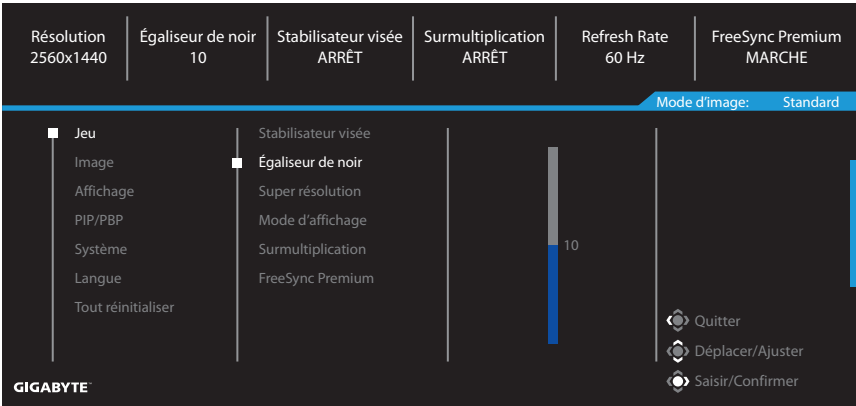 Résolution
2560x1440
Égaliseur de noir
10
Stabilisateur visée
ARRÊT
Surmultiplication
ARRÊT
Refresh Rate
60 Hz
FreeSync Premium
MARCHE
Mode d'image: Standard
Jeu
Image
Affichage
PIP/PBP
Système
Langue
Tout réinitialiser
Stabilisateur visée
Égaliseur de noir
Super résolution
Mode d'affichage
Surmultiplication
FreeSync Premium
10
Quitter
Déplacer/Ajuster
Saisir/Confirmer
GIGABYTE™